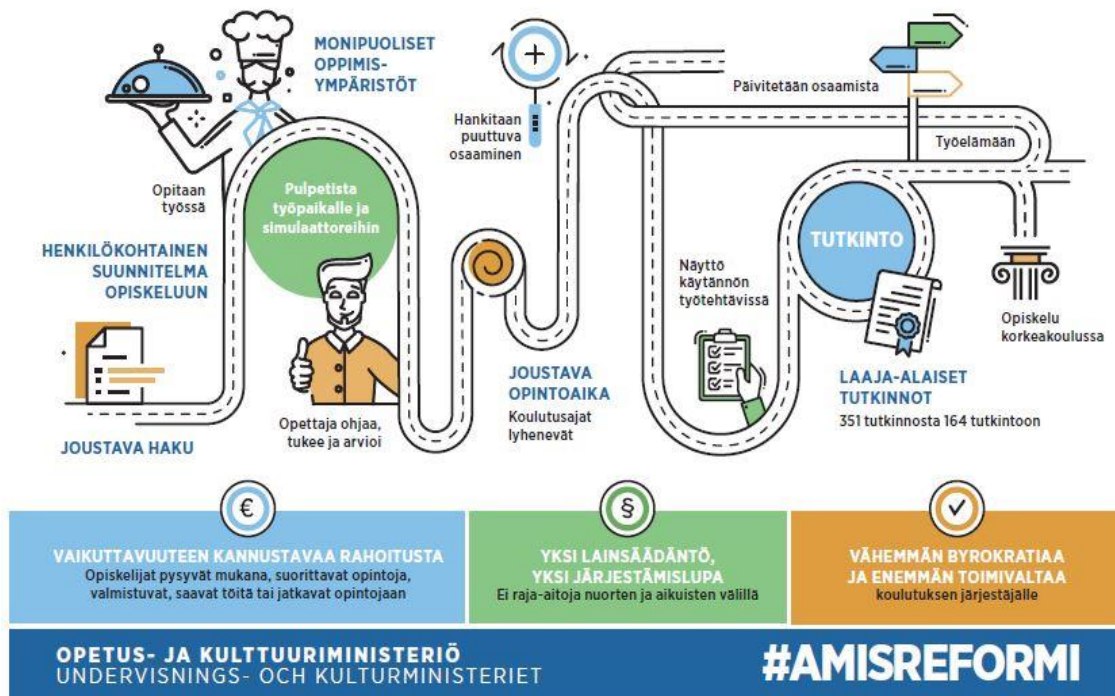 MONIPUOLISET
OPPIMIS-
YMPÄRISTÖT
Opitaan
työssä
Pulpetista
työpaikalle ja
simulaattoreihin
HENKILÖKOHTAINEN
SUUNNITELMA
OPISKELUUN
JOUSTAVA HAKU
Opettaja ohjaa,
tukee ja arvioi
Hankitaan
puuttuva
osaaminen
JOUSTAVA
OPINTOAIKA
Koulutusajat
lyhenevät
Näyttö
käytännön
työtehtävissä
Päivitetään osaamista
Työelämään
TUTKINTO
Opiskelu
korkeakoulussa
LAAJA-ALAISET
TUTKINNOT
351 tutkinnosta 164 tutkintoon
€
VAIKUTTAVUUTEEN KANNUSTAVAA RAHOITUSTA
Opiskelijat pysyvät mukana, suorittavat opintoja,
valmistuvat, saavat töitä tai jatkavat opintojaan
§
YKSI LAINSÄÄDÄNTÖ,
YKSI JÄRJESTÄMISLUPA
Ei raja-aitoja nuorten ja aikuisten välillä
VÄHEMMÄN BYROKRATIAA
JA ENEMMÄN TOIMIVALTAA
koulutuksen järjestäjälle
OPETUS- JA KULTTUURIMINISTERIÖ
UNDERVISNINGS- OCH KULTURMINISTERIET
#AMISREFORMI